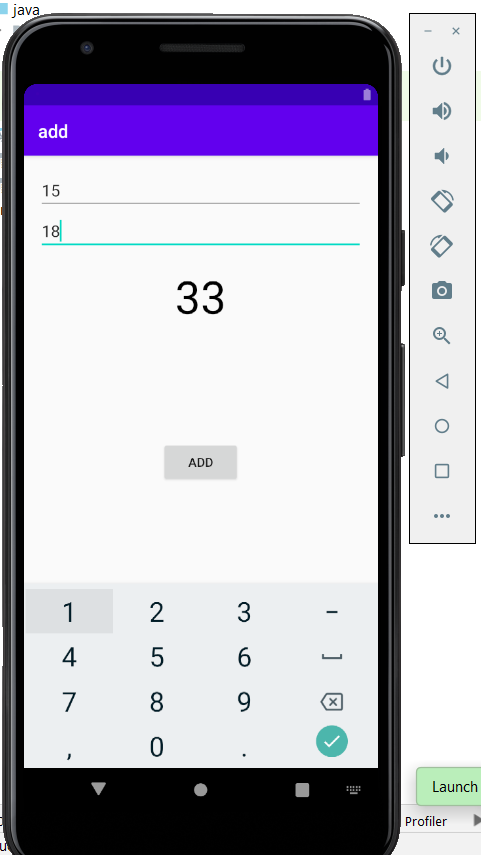 java
add
15
18
33
ADD
1 2 3 -
4 5 6
7 8 9
, 0 .
Launch
Profiler